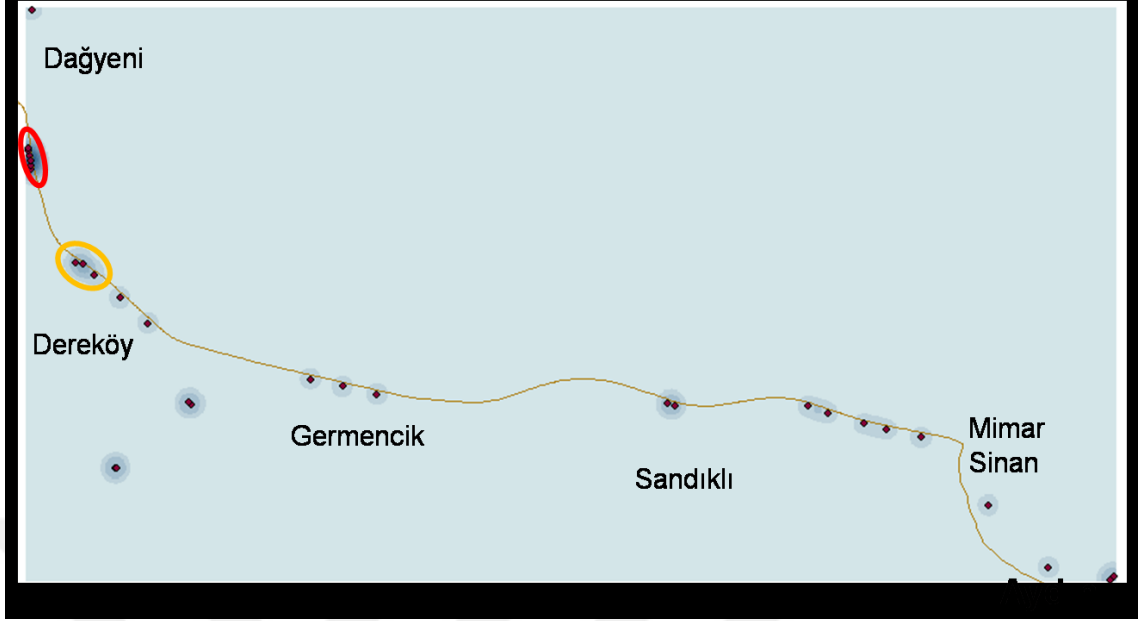 Dağyeni
Dereköy
Germencik
Sandıklı
Mimar
Sinan